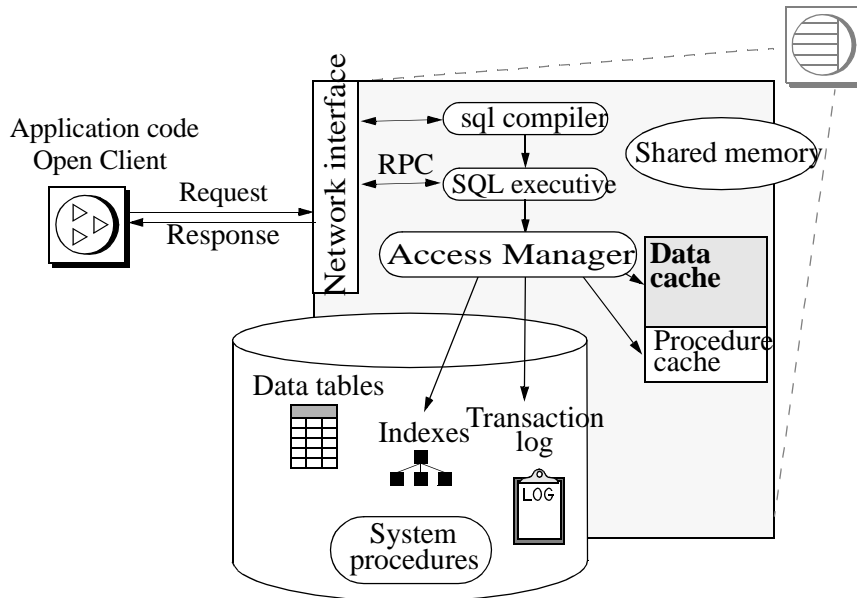 Application code
Open Client
Request
Response
Network interface
sql compiler
RPC
SQL executive
Shared memory
Access Manager
Data
cache
Procedure
cache
Data tables
Indexes
Transaction
log
LOG
System
procedures